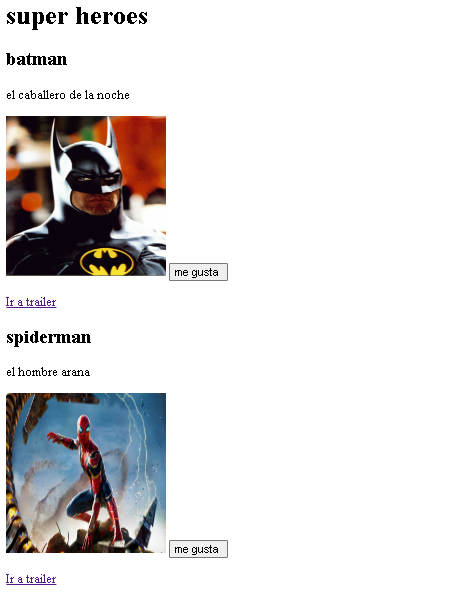 super heroes
batman
el caballero de la noche
me gusta
Ir a trailer
spiderman
el hombre arana
me gusta
Ir a trailer